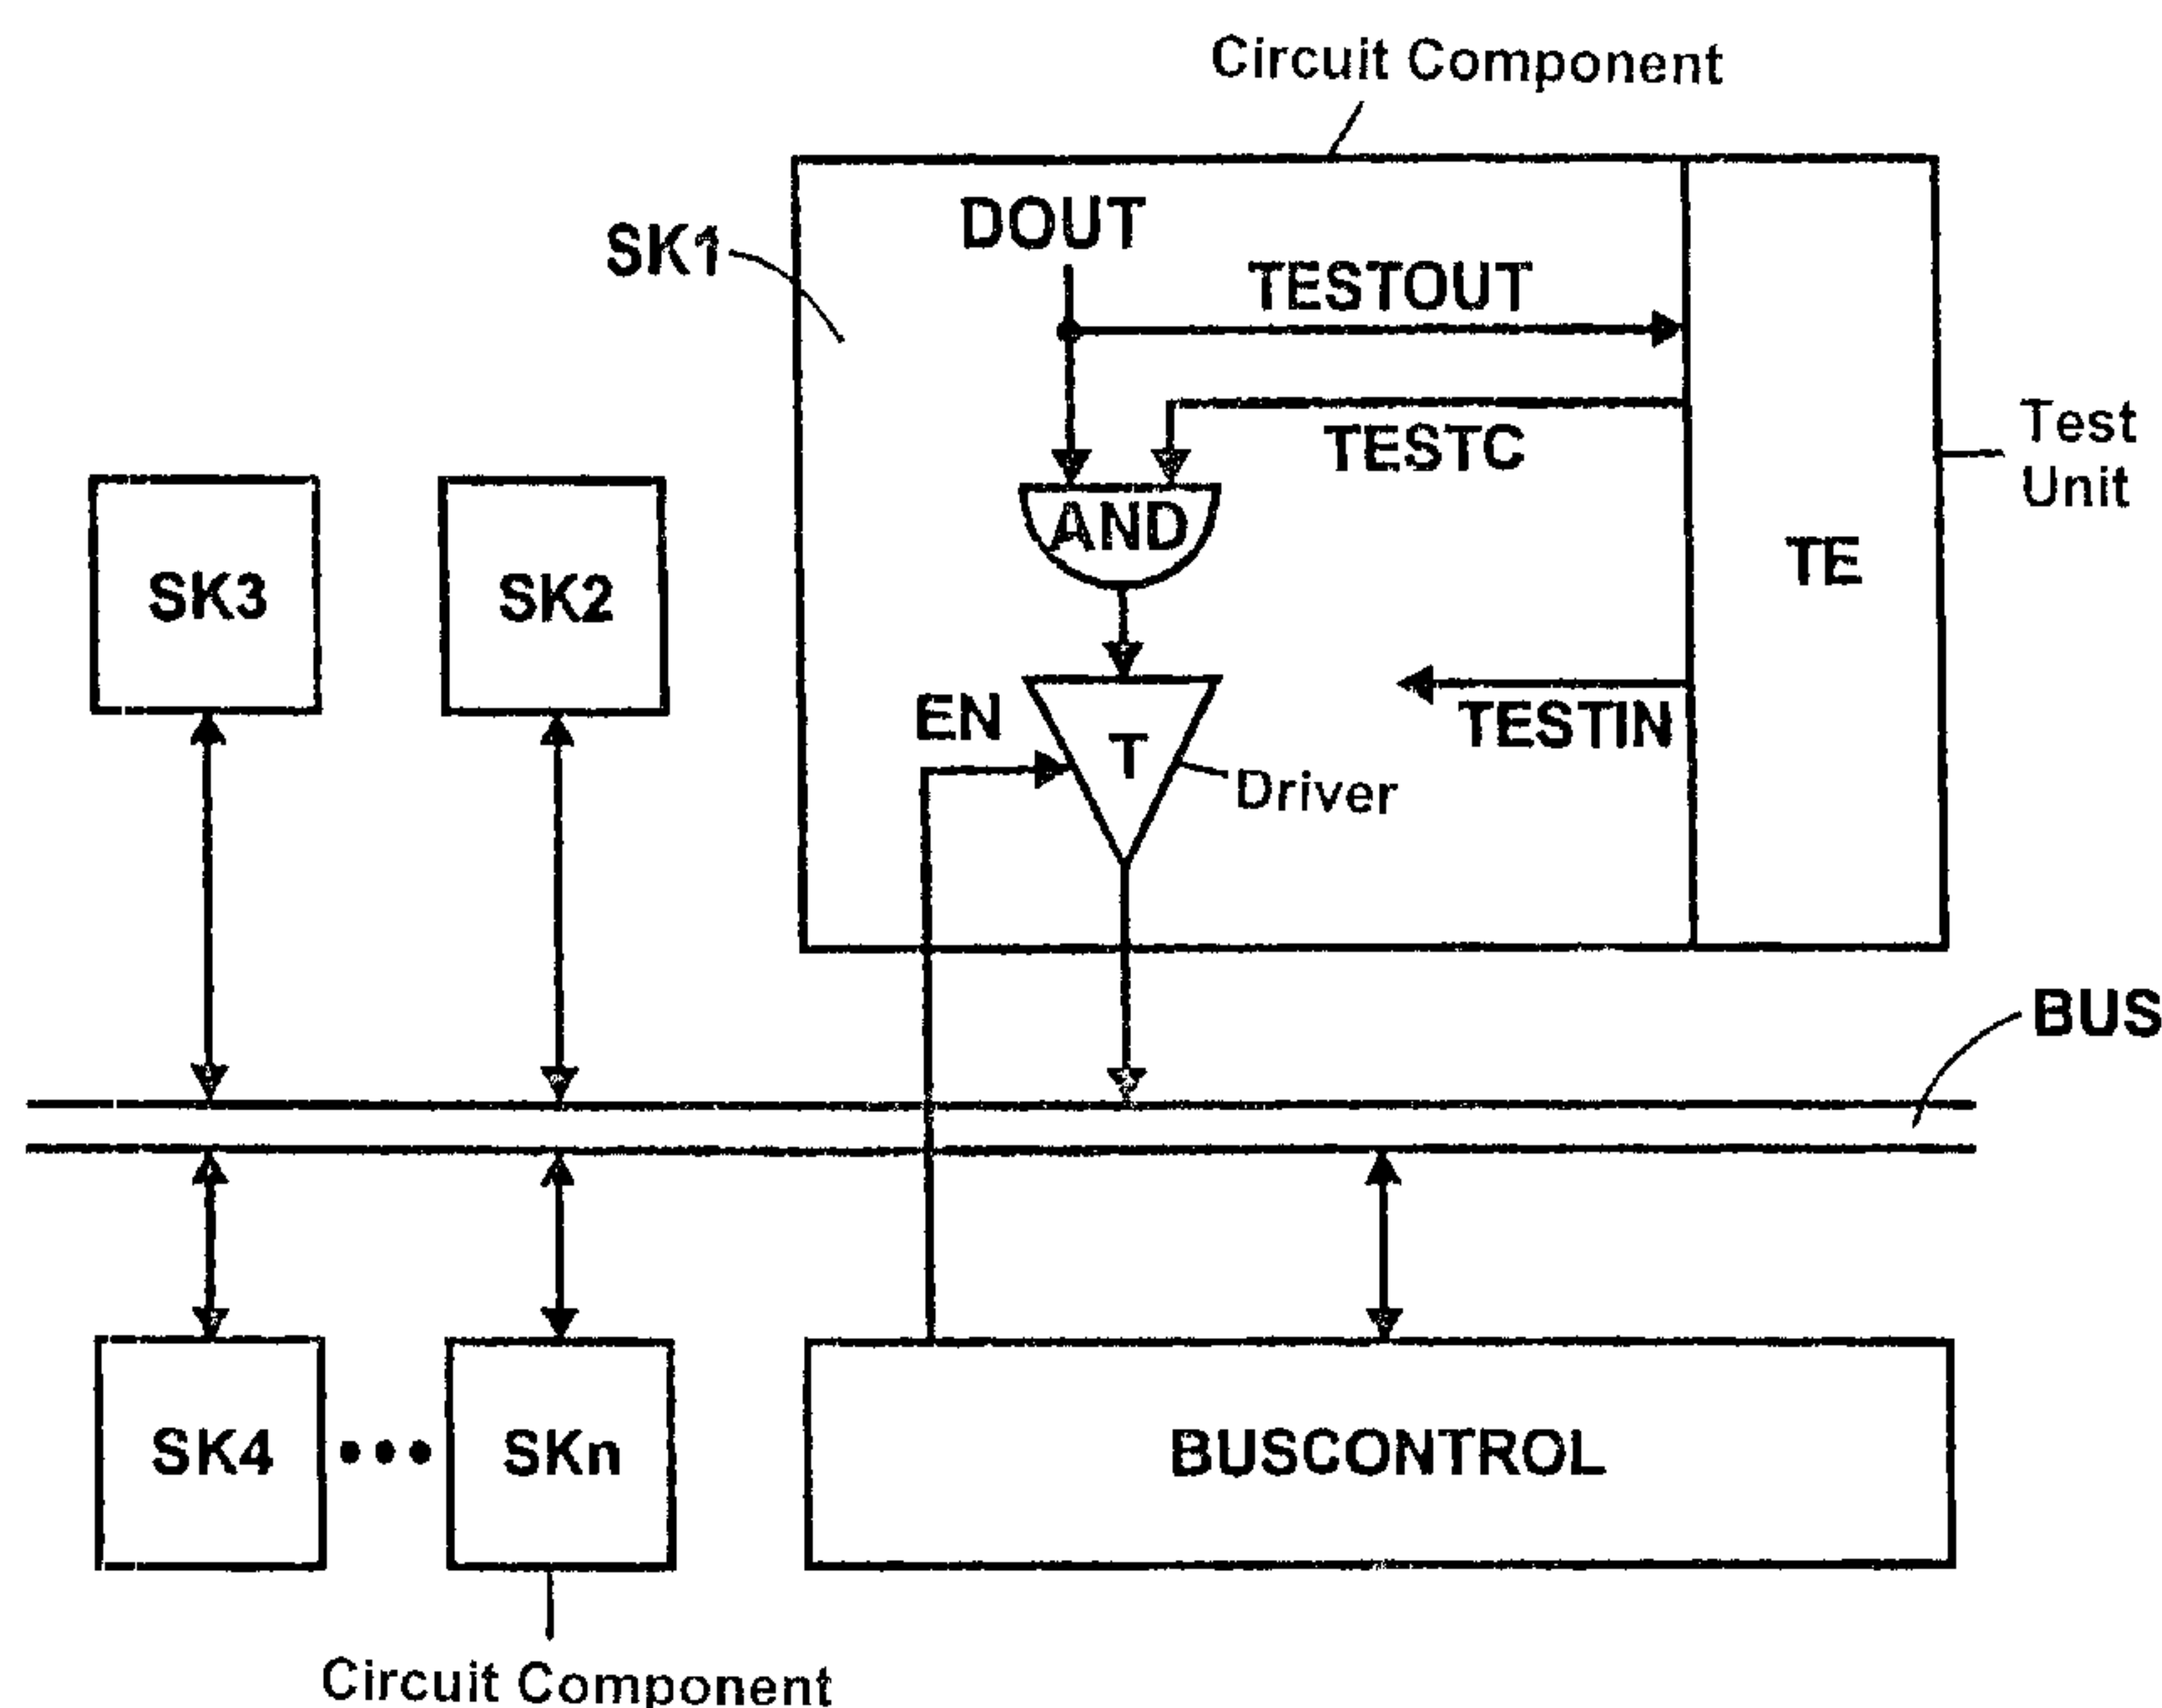 Circuit Component
DOUT
SK1
TESTOUT
TESTC
Test
Unit
AND
TE
SK3
SK2
EN
TESTIN
T
Driver
BUS
SK4
SKn
BUSCONTROL
Circuit Component